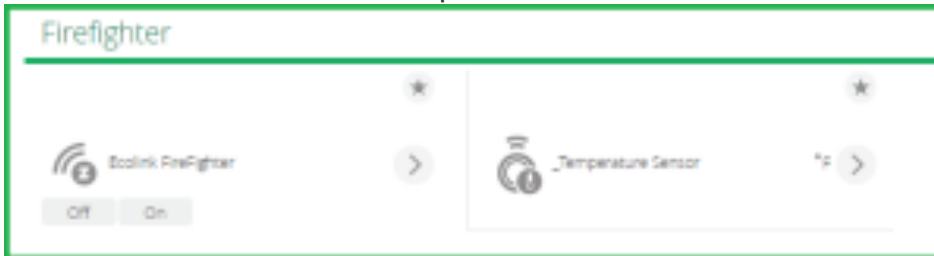 Firefighter
Ecolink FireFighter
_Temperature Sensor
°F
Off
On